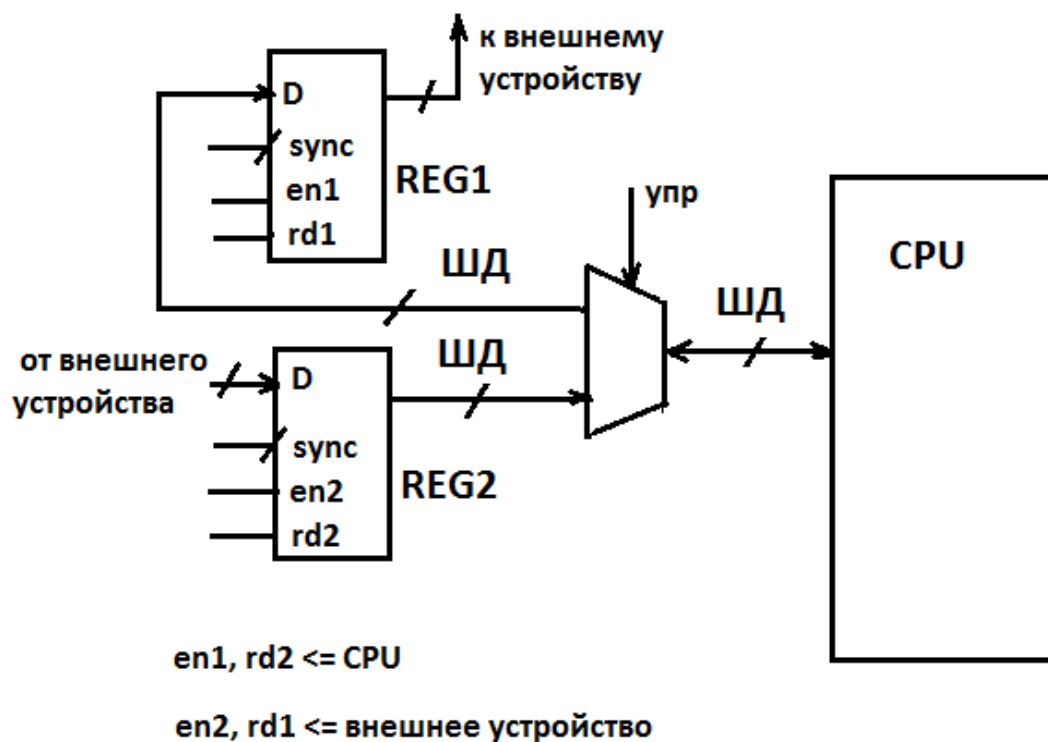 к внешнему
устройству
D
sync
en1
rd1
REG1
упр
CPU
ШД
ШД
ШД
от внешнего
устройства
D
sync
en2
rd2
REG2
en1, rd2 <= CPU
en2, rd1 <= внешнее устройство